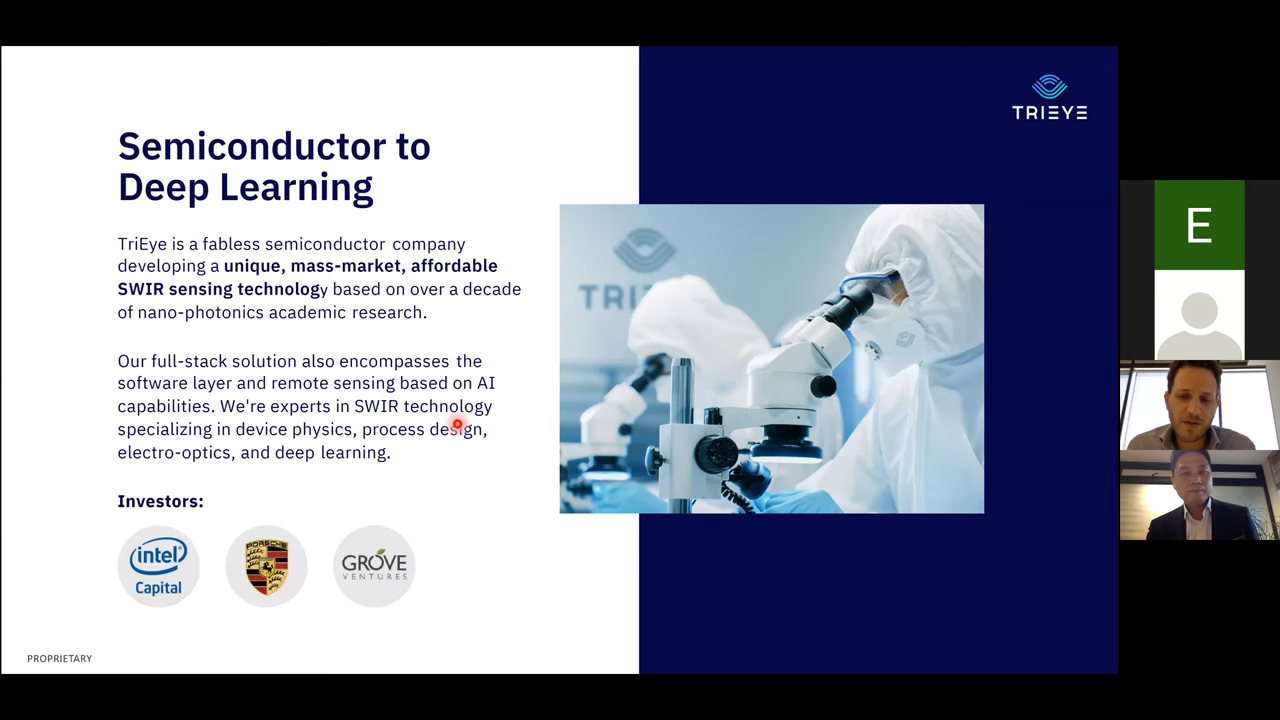 TRIEYE
Semiconductor to
Deep Learning
TriEye is a fabless semiconductor company
developing a unique, mass-market, affordable
SWIR sensing technology based on over a decade
of nano-photonics academic research.
Our full-stack solution also encompasses the
software layer and remote sensing based on AI
capabilities. We're experts in SWIR technology
specializing in device physics, process design,
electro-optics, and deep learning.
Investors:
intel
Capital
PORSCHE
GROVE
VENTURES
PROPRIETARY
E